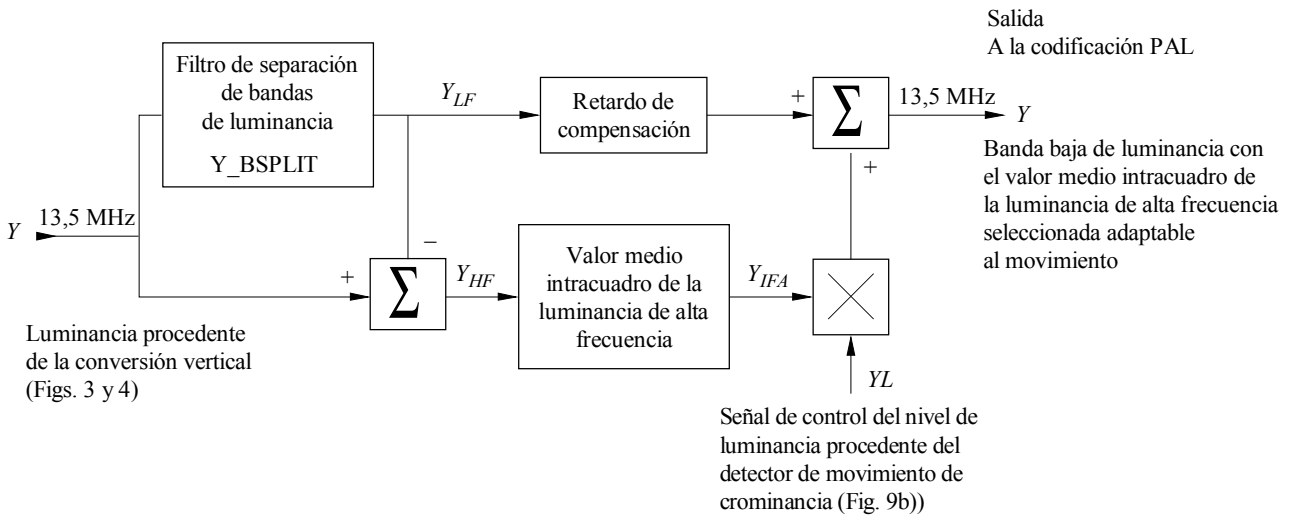 Salida
A la codificación PAL
Filtro de separación
de bandas
de luminancia
Y_BSPLIT
Y_LF
Retardo de
compensación
+
Σ
13,5 MHz
Y
+
Banda baja de luminancia con
el valor medio intracuadro de
la luminancia de alta frecuencia
seleccionada adaptable
al movimiento
Y
13,5 MHz
–
+
Σ
Y_HF
Valor medio
intracuadro de la
luminancia de alta
frecuencia
Y_IFA
Luminancia procedente
de la conversión vertical
(Figs. 3 y 4)
YL
Señal de control del nivel de
luminancia procedente del
detector de movimiento de
crominancia (Fig. 9b))